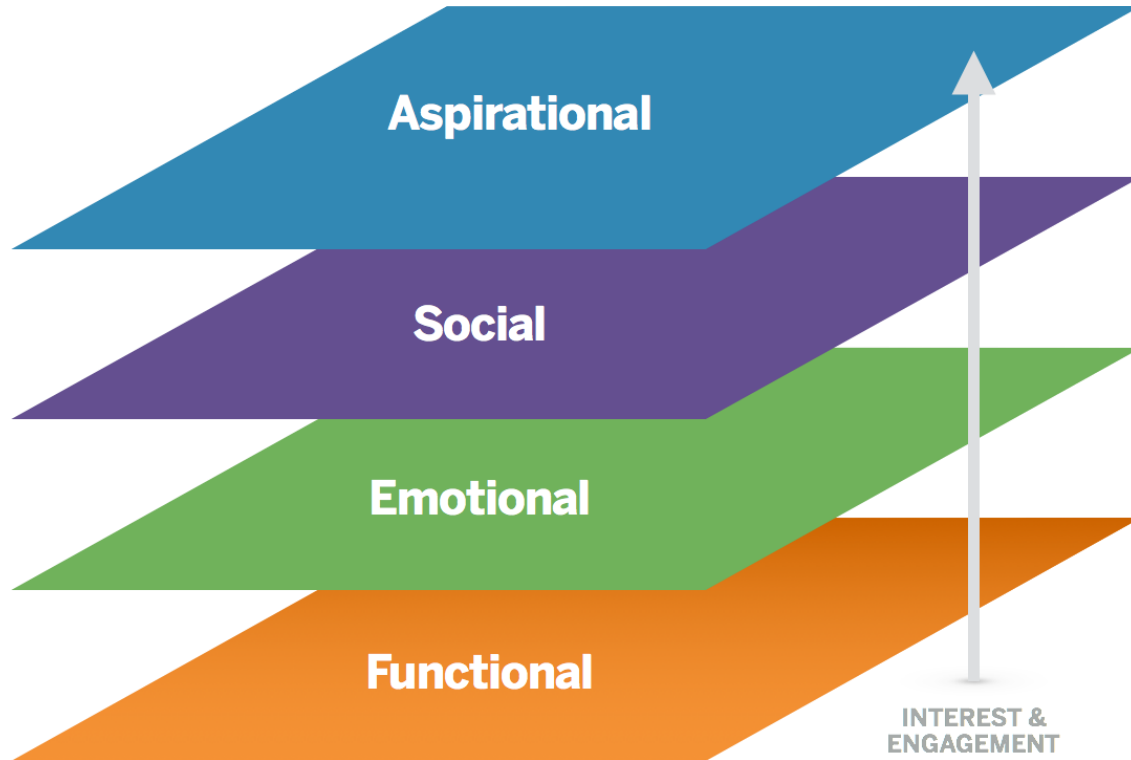 Aspirational
Social
Emotional
Functional
INTEREST &
ENGAGEMENT